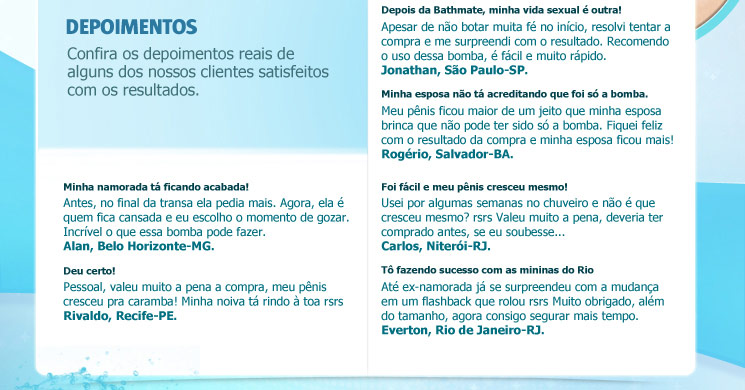 DEPOIMENTOS
Confira os depoimentos reais de
alguns dos nossos clientes satisfeitos
com os resultados.
Minha namorada tá ficando acabada!
Antes, no final da transa ela pedia mais. Agora, ela é
quem fica cansada e eu escolho o momento de gozar.
Incrível o que essa bomba pode fazer.
Alan, Belo Horizonte-MG.
Deu certo!
Pessoal, valeu muito a pena a compra, meu pênis
cresceu pra caramba! Minha noiva tá rindo à toa rsrs
Rivaldo, Recife-PE.
Depois da Bathmate, minha vida sexual é outra!
Apesar de não botar muita fé no início, resolvi tentar a
compra e me surpreendi com o resultado. Recomendo
o uso dessa bomba, é fácil e muito rápido.
Jonathan, São Paulo-SP.
Minha esposa não tá acreditando que foi só a bomba.
Meu pênis ficou maior de um jeito que minha esposa
brinca que não pode ter sido só a bomba. Fiquei feliz
com o resultado da compra e minha esposa ficou mais!
Rogério, Salvador-BA.
Foi fácil e meu pênis cresceu mesmo!
Usei por algumas semanas no chuveiro e não é que
cresceu mesmo? rsrs Valeu muito a pena, deveria ter
comprado antes, se eu soubesse...
Carlos, Niterói-RJ.
Tô fazendo sucesso com as mininas do Rio
Até ex-namorada já se surpreendeu com a mudança
em um flashback que rolou rsrs Muito obrigado, além
do tamanho, agora consigo segurar mais tempo.
Everton, Rio de Janeiro-RJ.